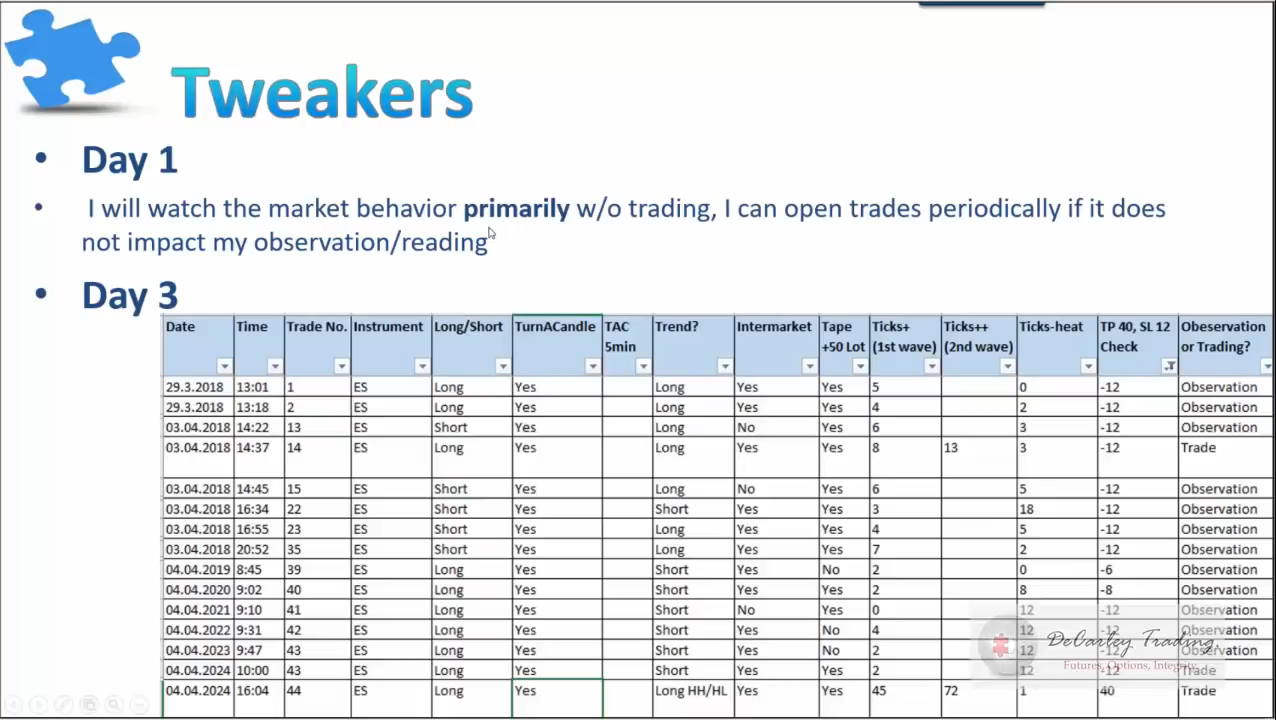 Tweakers
• Day 1
• I will watch the market behavior primarily w/o trading, I can open trades periodically if it does
not impact my observation/reading
• Day 3
Date Time Trade No. Instrument Long/Short TurnACandle TAC 5min Trend? Intermarket Tape +50 Lot Ticks+ (1st wave) Ticks++ (2nd wave) Ticks-heat TP 40, SL 12 Check Obeservation or Trading?
29.3.2018 13:01 1 ES Long Yes Long Yes Yes 5 0 -12 Observation
29.3.2018 13:18 2 ES Long Yes Long Yes Yes 4 2 -12 Observation
03.04.2018 14:22 13 ES Short Yes Long No Yes 6 3 -12 Observation
03.04.2018 14:37 14 ES Long Yes Long Yes Yes 8 13 3 -12 Trade
03.04.2018 14:45 15 ES Short Yes Long No Yes 6 5 -12 Observation
03.04.2018 16:34 22 ES Short Yes Short Yes Yes 3 18 -12 Observation
03.04.2018 16:55 23 ES Short Yes Long Yes Yes 4 5 -12 Observation
03.04.2018 20:52 35 ES Short Yes Long Yes Yes 7 2 -12 Observation
04.04.2019 8:45 39 ES Long Yes Short Yes No 2 0 -6 Observation
04.04.2020 9:02 40 ES Long Yes Short Yes Yes 2 8 -8 Observation
04.04.2021 9:10 41 ES Long Yes Short No Yes 0 12 -12 Observation
04.04.2022 9:31 42 ES Long Yes Short Yes No 4 12 -12 Observation
04.04.2023 9:47 43 ES Long Yes Short Yes No 2 12 -12 Observation
04.04.2024 10:00 43 ES Long Yes Short Yes Yes 2 12 -12 Trade
04.04.2024 16:04 44 ES Long Yes Long HH/HL Yes Yes 45 72 1 40 Trade
DeCarley Trading
Futures, Options, Integrity